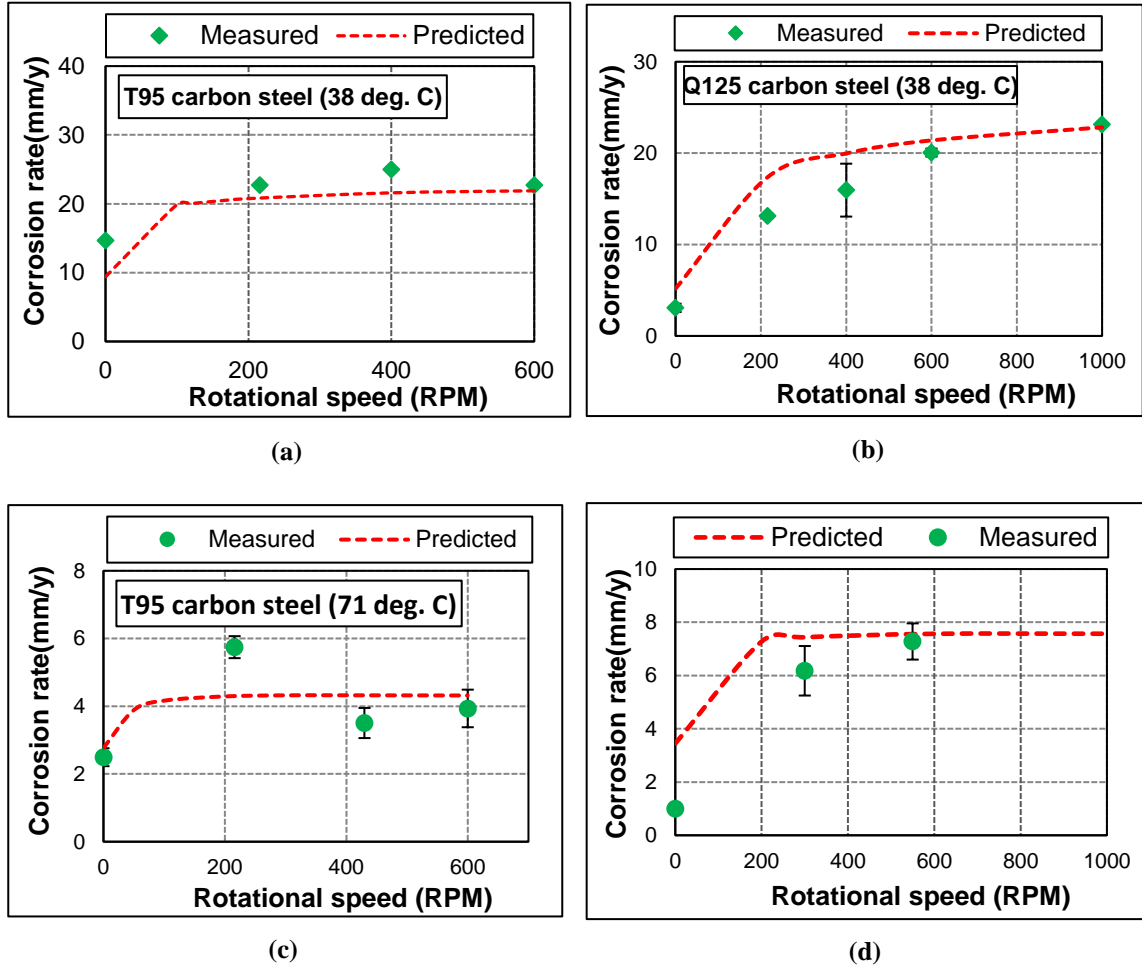 Measured Predicted
T95 carbon steel (38 deg. C)
Corrosion rate(mm/y)
40
30
20
10
0
0 200 400 600
Rotational speed (RPM)
(a)
Measured Predicted
Q125 carbon steel (38 deg. C)
Corrosion rate(mm/y)
30
20
10
0
0 200 400 600 800 1000
Rotational speed (RPM)
(b)
Measured Predicted
T95 carbon steel (71 deg. C)
Corrosion rate(mm/y)
8
6
4
2
0
0 200 400 600
Rotational speed (RPM)
(c)
Predicted Measured
Corrosion rate(mm/y)
10
8
6
4
2
0
0 200 400 600 800 1000
Rotational speed (RPM)
(d)